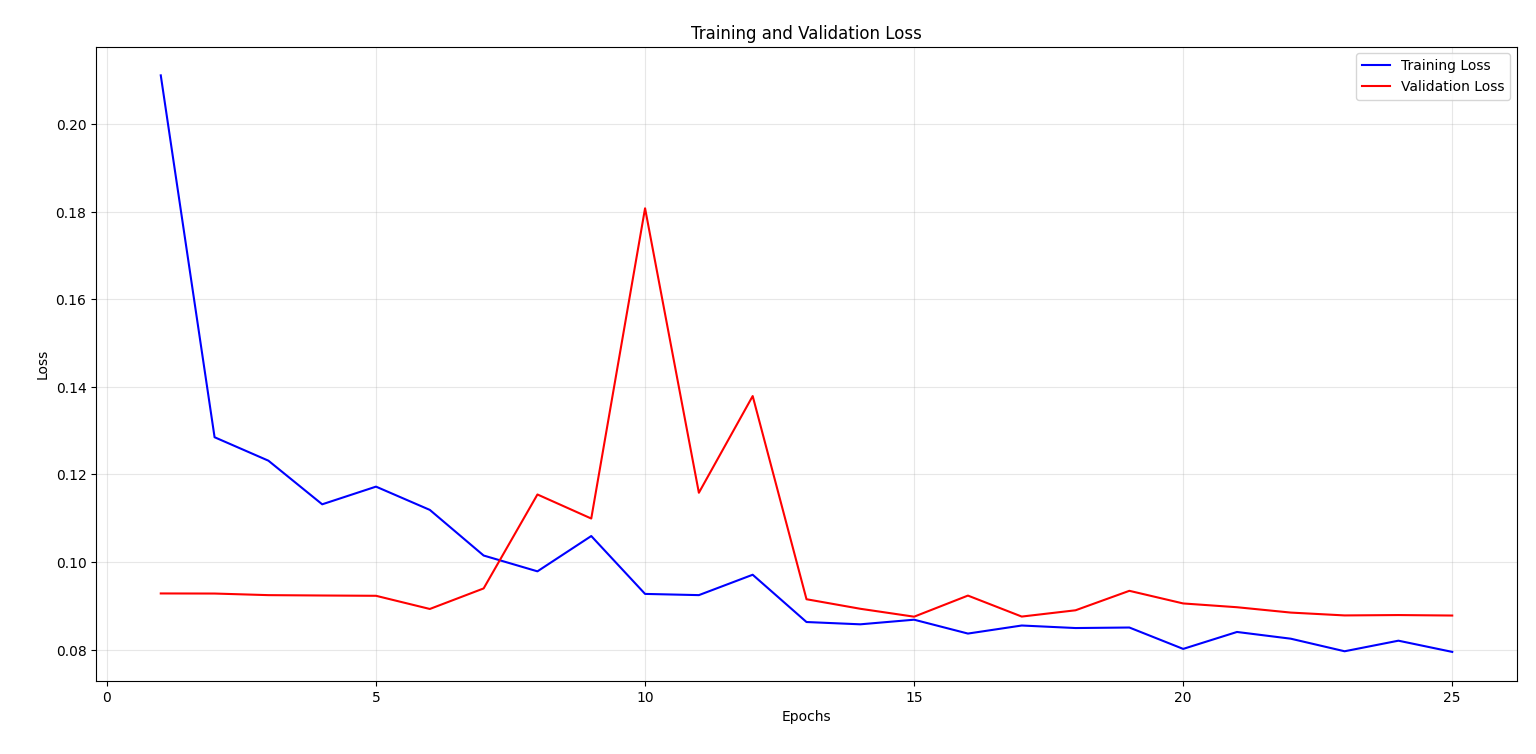 Training and Validation Loss
Training Loss
Validation Loss
0.20
0.18
0.16
0.14
0.12
0.10
0.08
Loss
0 5 10 15 20 25
Epochs